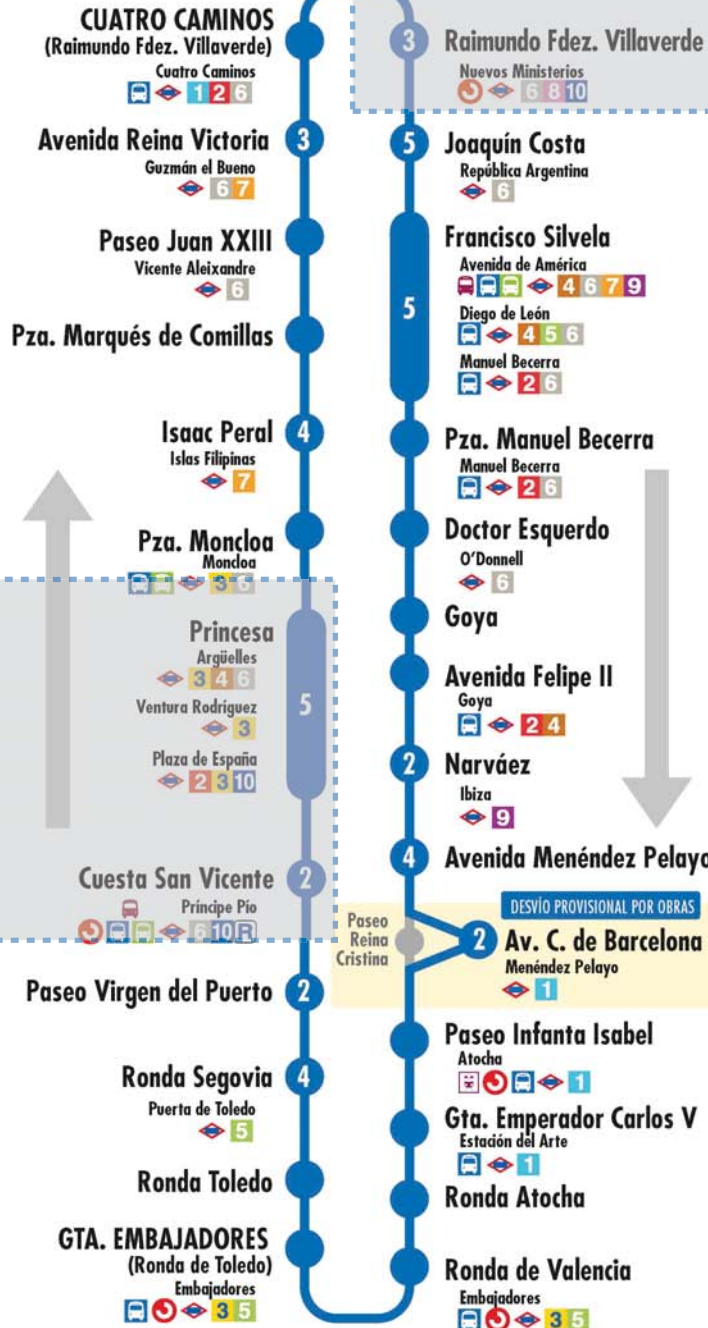 CUATRO CAMINOS
(Raimundo Fdez. Villaverde)
Cuatro Caminos
1 2 6
3 Avenida Reina Victoria
Guzmán el Bueno
6 7
Paseo Juan XXIII
Vicente Aleixandre
6
Pza. Marqués de Comillas
Isaac Peral 4
Islas Filipinas
7
Pza. Moncloa
Moncloa
3 6
Princesa
Argüelles
3 4 6
Ventura Rodríguez 5
3
Plaza de España
2 3 10
Cuesta San Vicente 2
Príncipe Pío
6 10 R
Paseo Virgen del Puerto 2
Ronda Segovia 4
Puerta de Toledo
5
Ronda Toledo
GTA. EMBAJADORES
(Ronda de Toledo)
Embajadores
3 5
3 Raimundo Fdez. Villaverde
Nuevos Ministerios
6 8 10
5 Joaquín Costa
República Argentina
6
Francisco Silvela
Avenida de América
4 6 7 9
5 Diego de León
4 5 6
Manuel Becerra
2 6
Pza. Manuel Becerra
Manuel Becerra
2 6
Doctor Esquerdo
O'Donnell
6
Goya
Avenida Felipe II
Goya
2 4
2 Narváez
Ibiza
9
4 Avenida Menéndez Pelayo
DESVÍO PROVISIONAL POR OBRAS
Paseo
Reina
Cristina
2 Av. C. de Barcelona
Menéndez Pelayo
1
Paseo Infanta Isabel
Atocha
1
Gta. Emperador Carlos V
Estación del Arte
1
Ronda Atocha
Ronda de Valencia
Embajadores
3 5